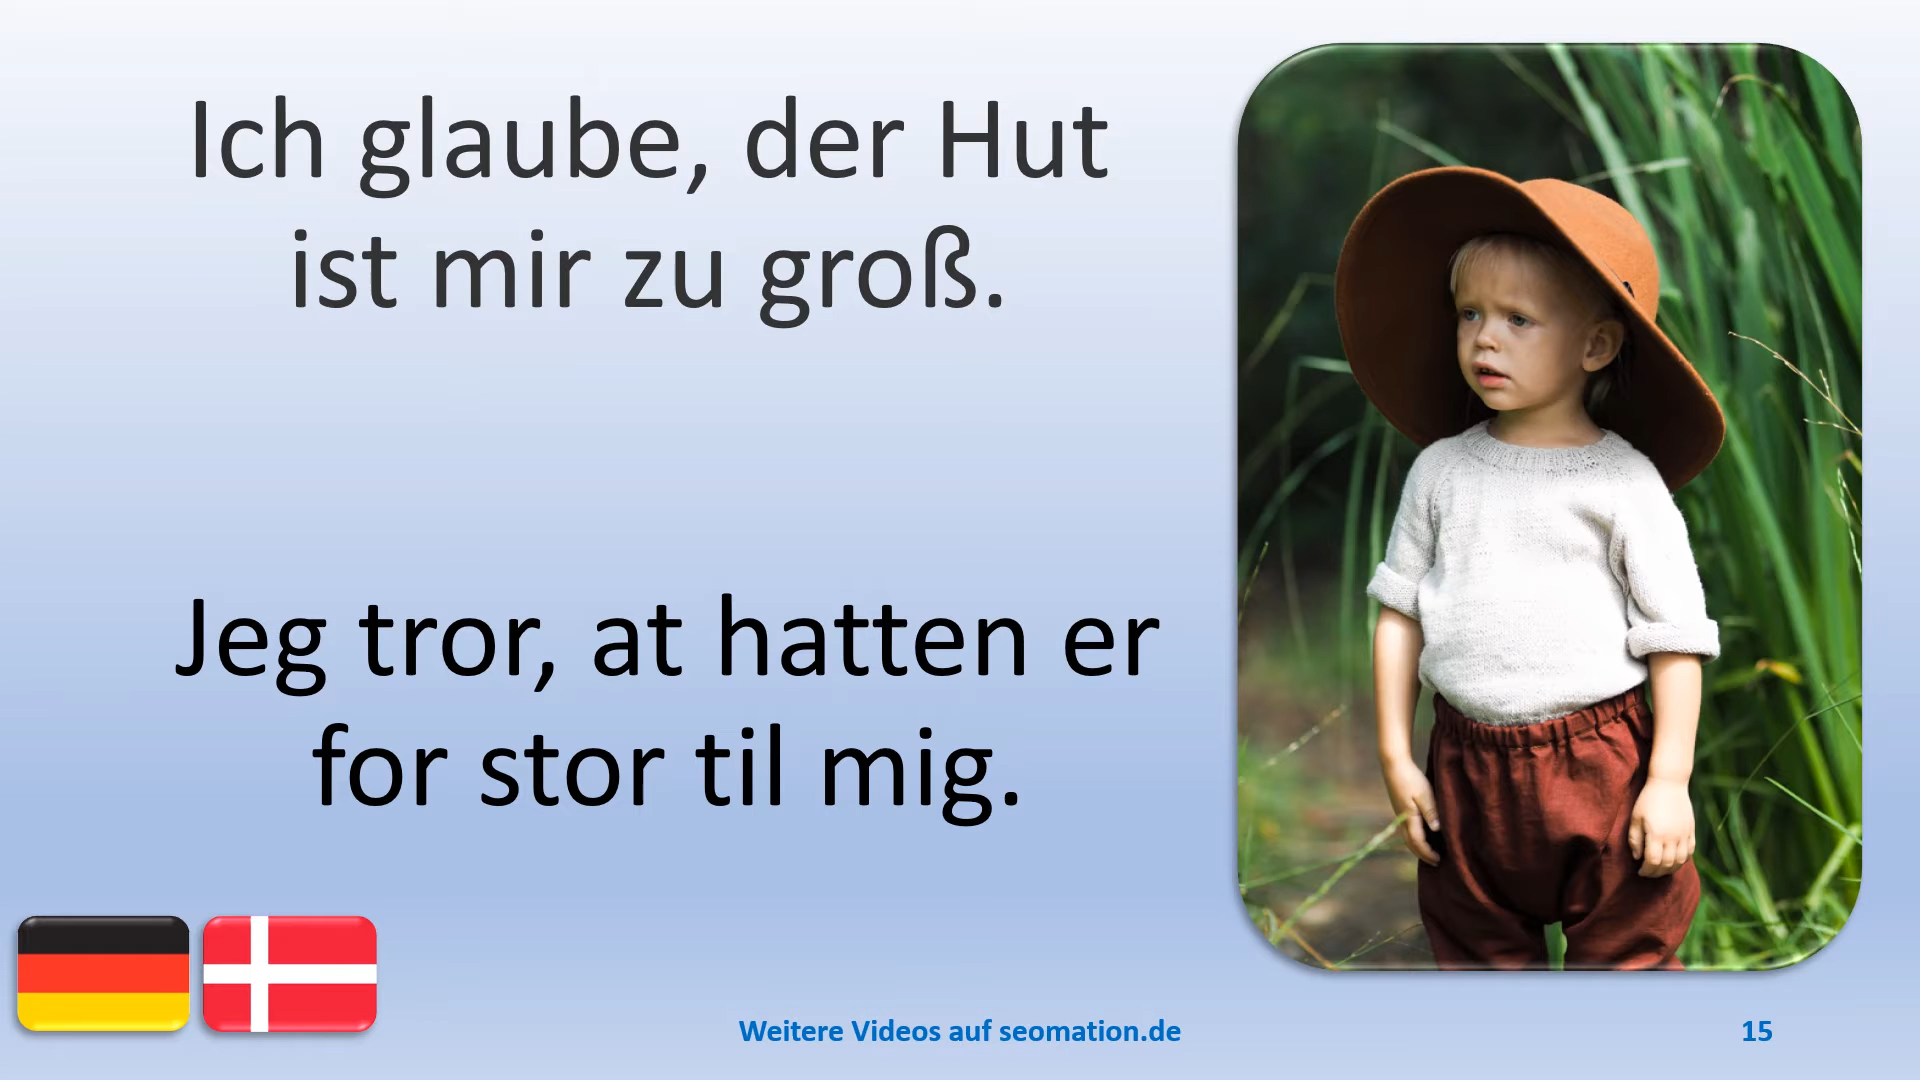 Ich glaube, der Hut
ist mir zu groß.
Jeg tror, at hatten er
for stor til mig.
Weitere Videos auf seomation.de
15